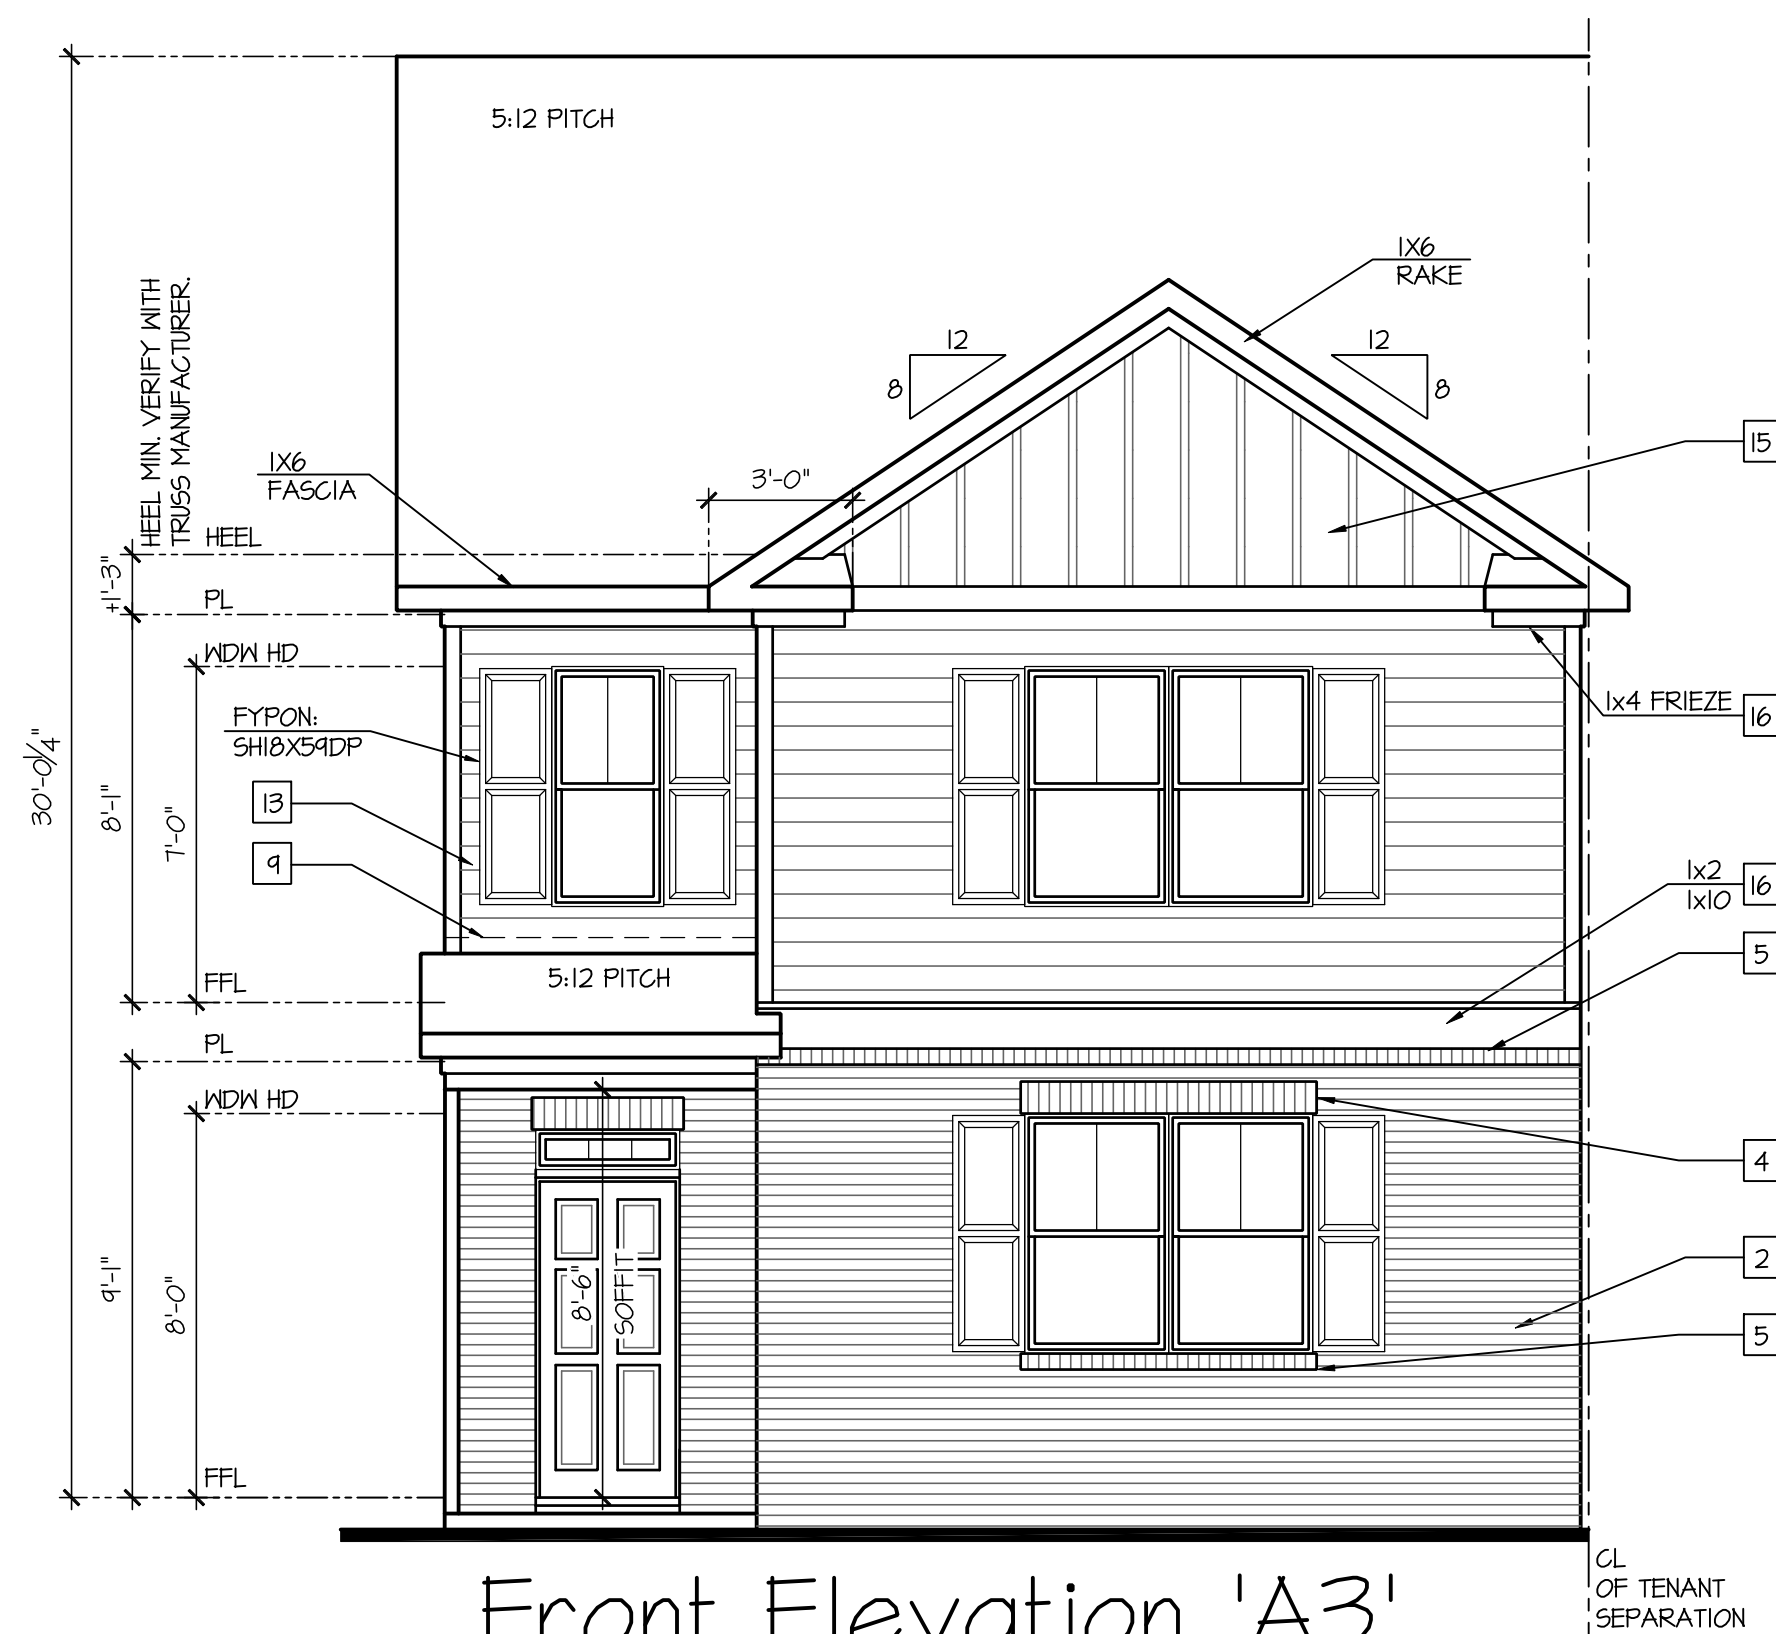 5:12 PITCH
1X6
RAKE
12
8
12
8
HEEL MIN. VERIFY WITH
TRUSS MANUFACTURER.
15
1X6
FASCIA
3'-0"
HEEL
+1'-3"
PL
WDW HD
1x4 FRIEZE
16
FYPON:
SH18X59DP
30'-01/4"
8'-1"
7'-0"
13
9
1x2
1x10
16
5
FFL
5:12 PITCH
PL
WDW HD
4
2
9'-1"
8'-0"
8'-6"
SOFFIT
5
FFL
CL
OF TENANT
SEPARATION
Front Elevation 'A3'